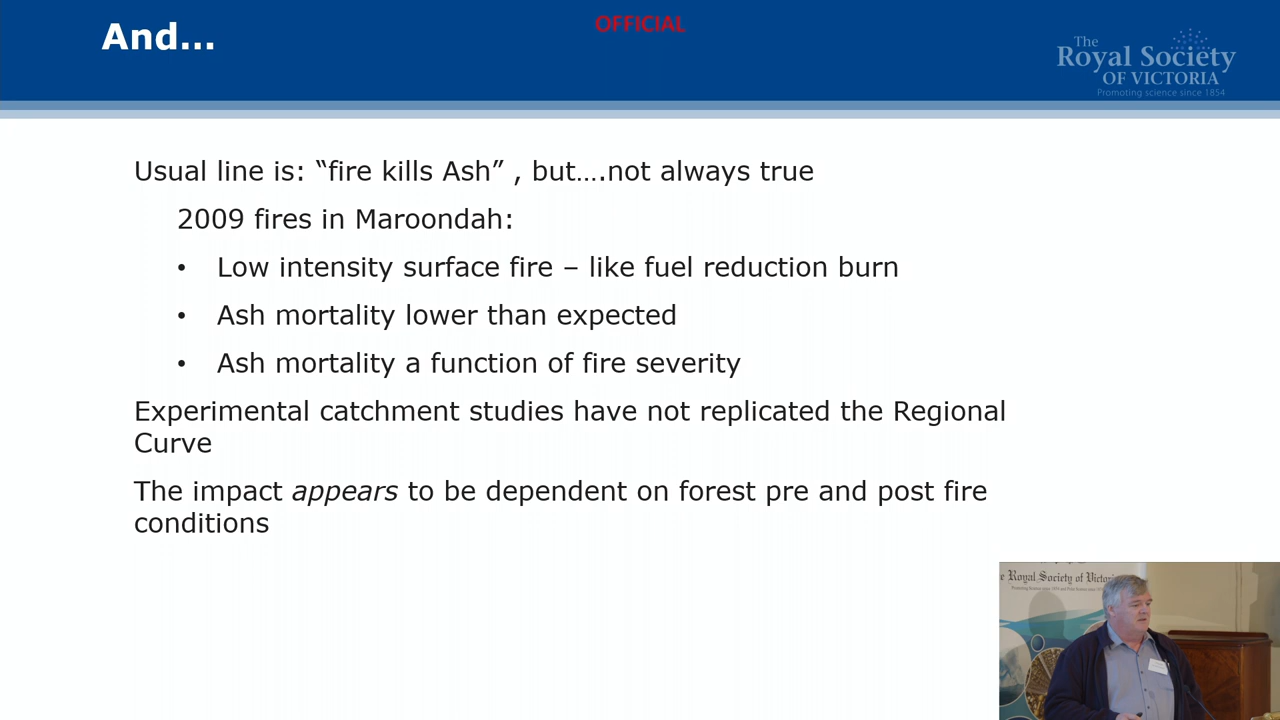 And...
OFFICIAL
The
Royal Society
OF VICTORIA
Promoting science since 1854
Usual line is: “fire kills Ash” , but….not always true
2009 fires in Maroondah:
• Low intensity surface fire – like fuel reduction burn
• Ash mortality lower than expected
• Ash mortality a function of fire severity
Experimental catchment studies have not replicated the Regional
Curve
The impact appears to be dependent on forest pre and post fire
conditions
Royal Society of